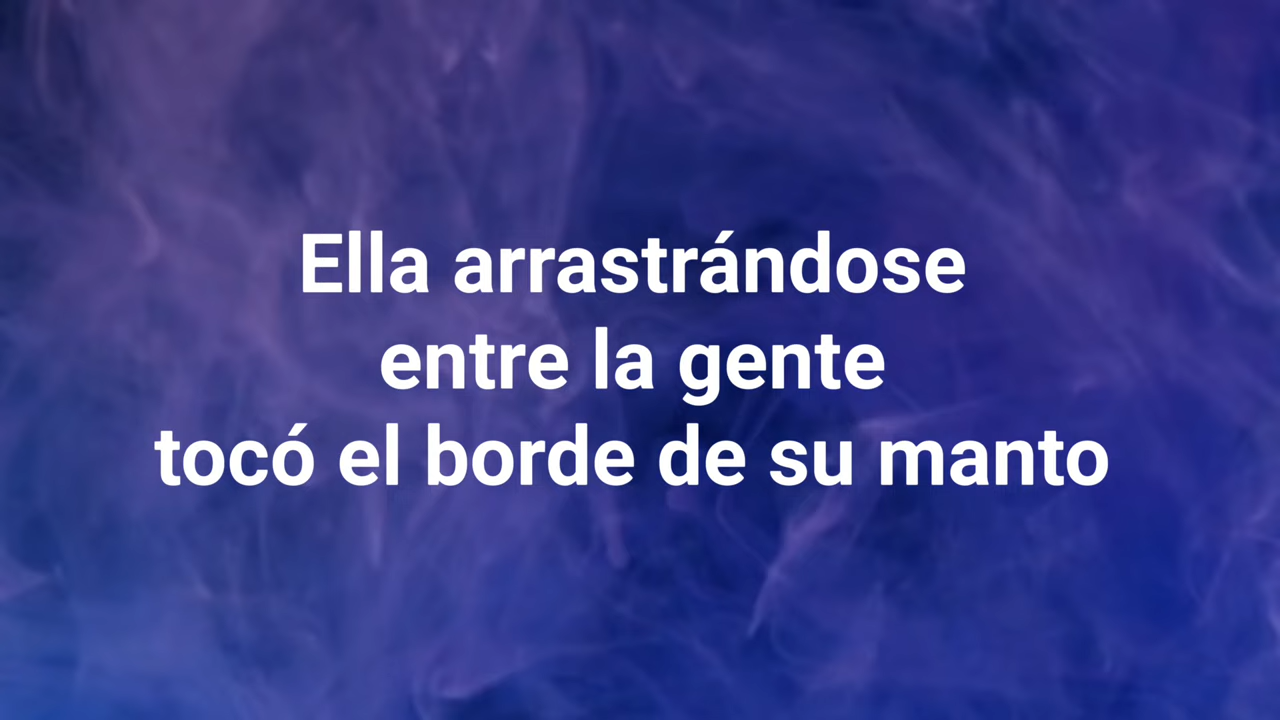 Ella arrastrándose
entre la gente
tocó el borde de su manto